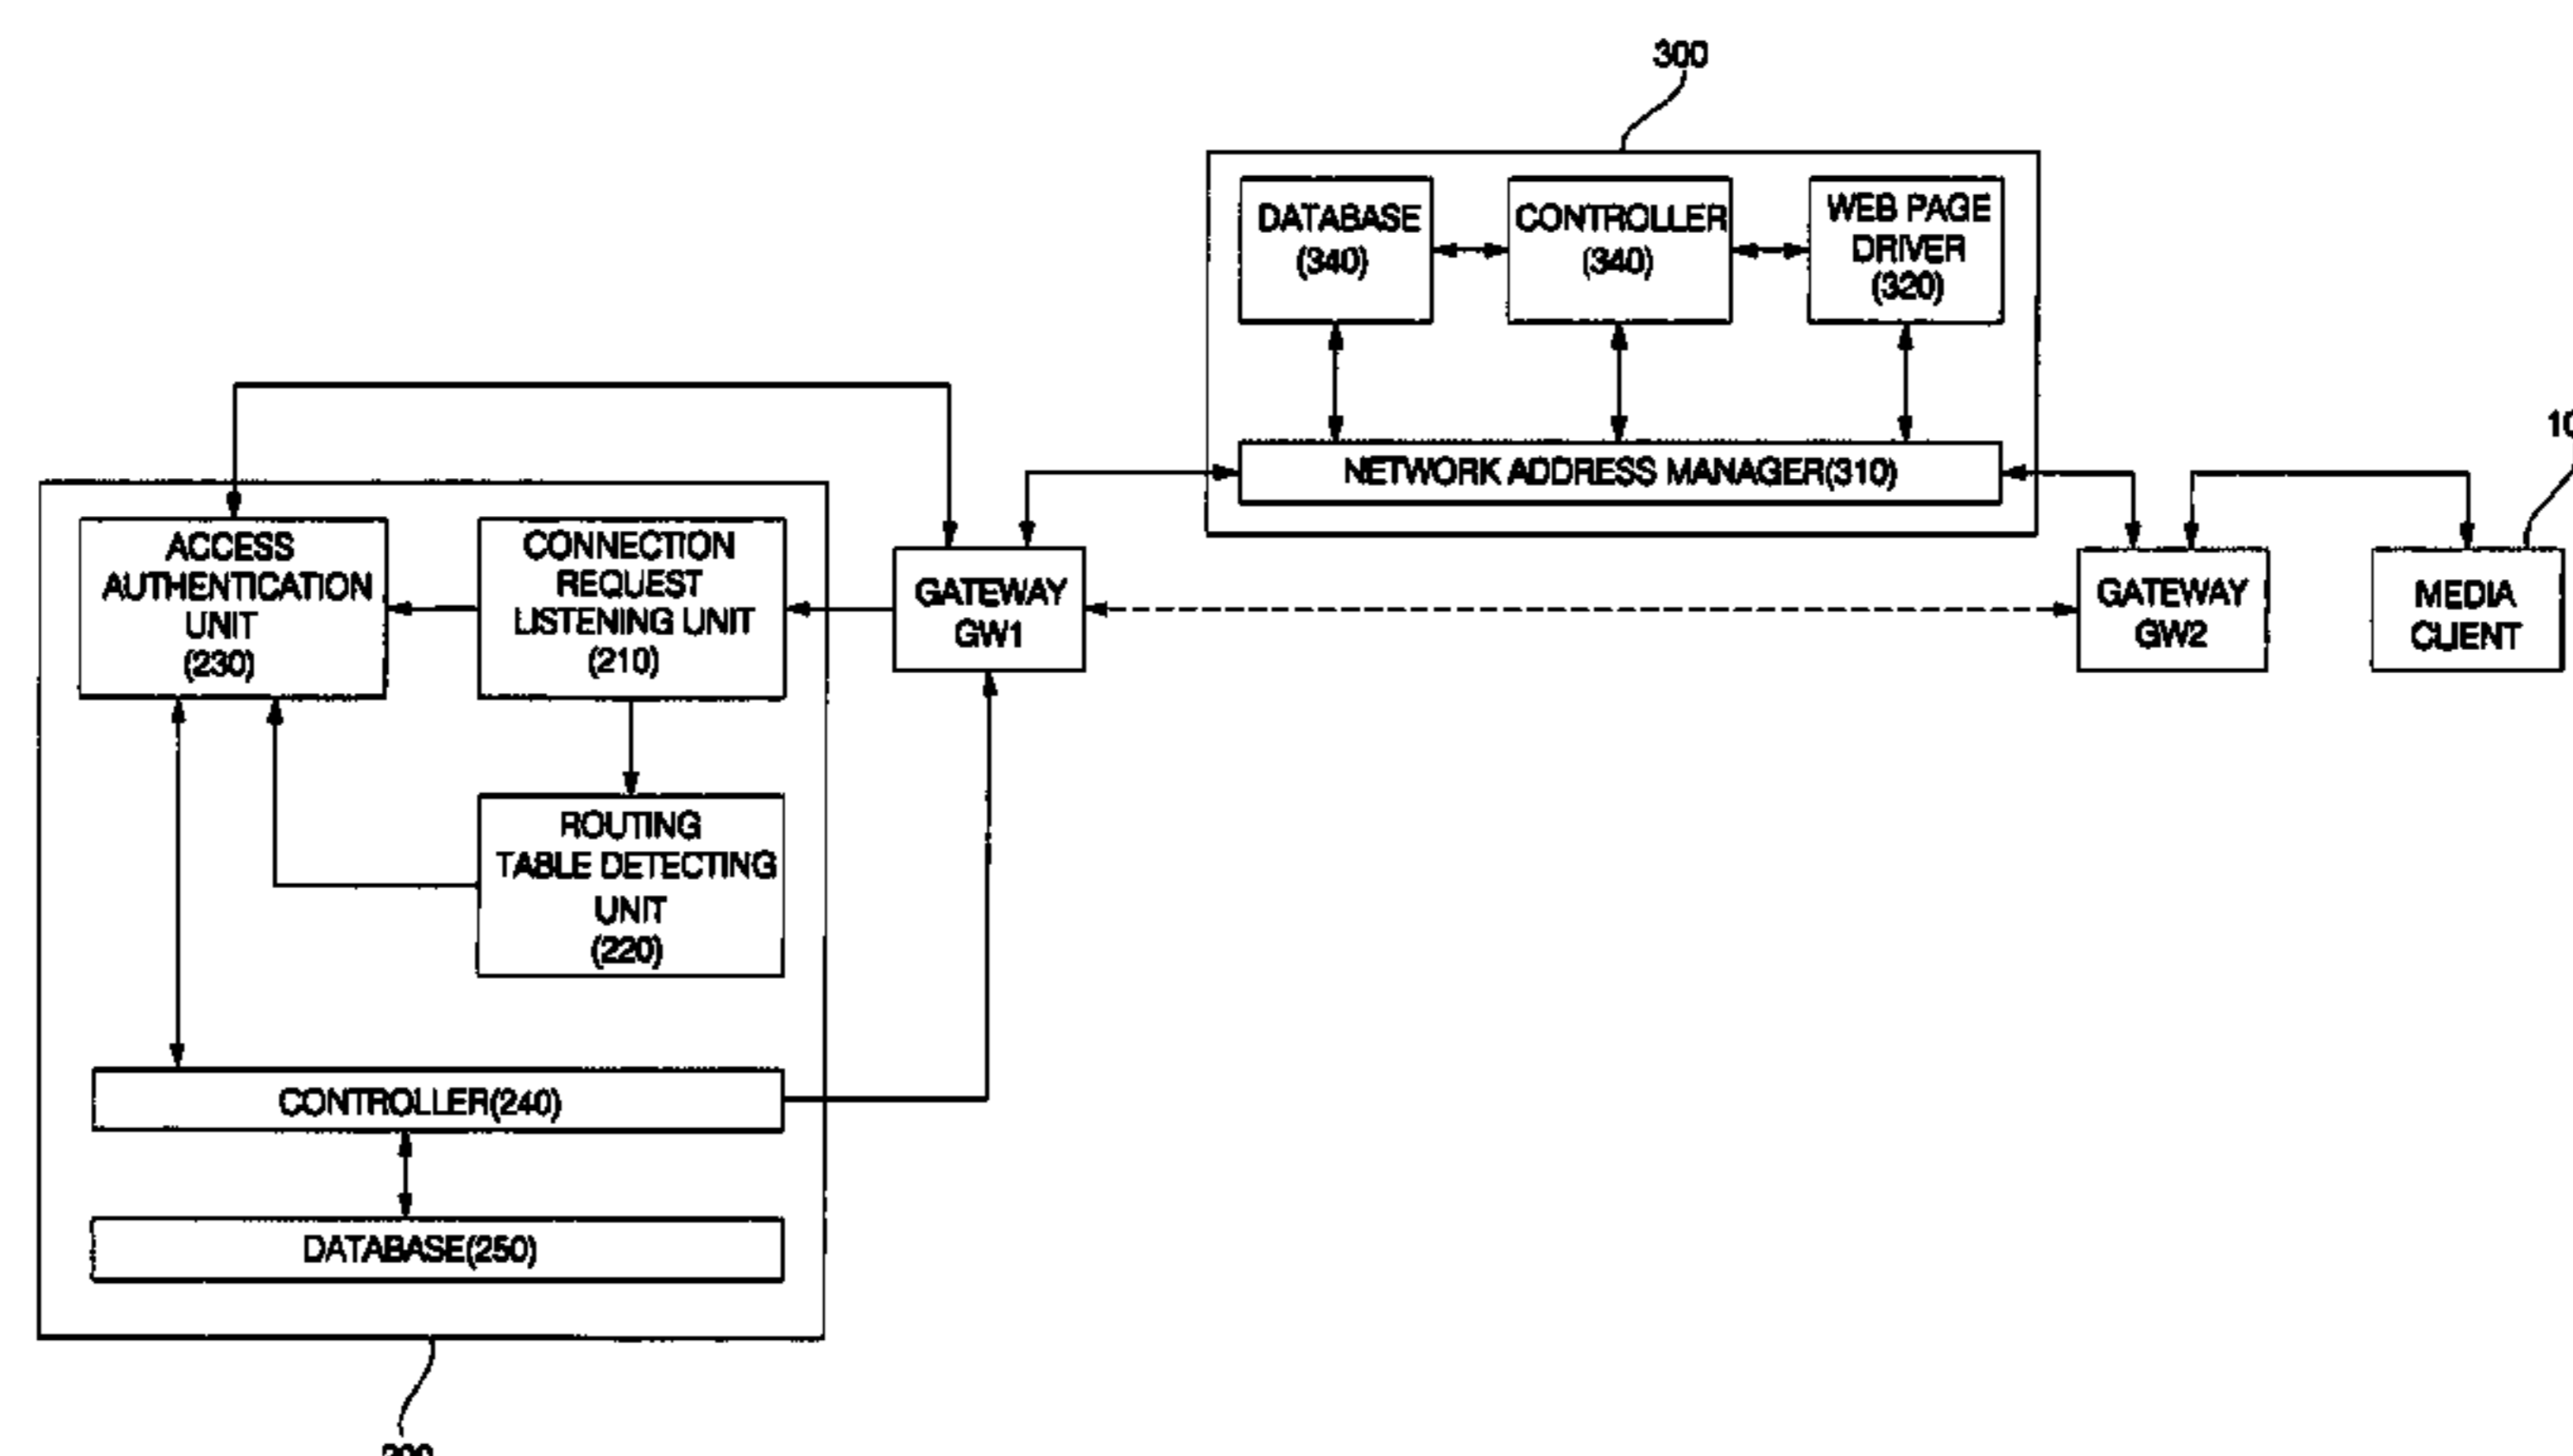 300
DATABASE
(340)
CONTROLLER
(340)
WEB PAGE
DRIVER
(320)
NETWORK ADDRESS MANAGER(310)
ACCESS
AUTHENTICATION
UNIT
(230)
CONNECTION
REQUEST
LISTENING UNIT
(210)
GATEWAY
GW1
GATEWAY
GW2
MEDIA
CLIENT
ROUTING
TABLE DETECTING
UNIT
(220)
CONTROLLER(240)
DATABASE(250)